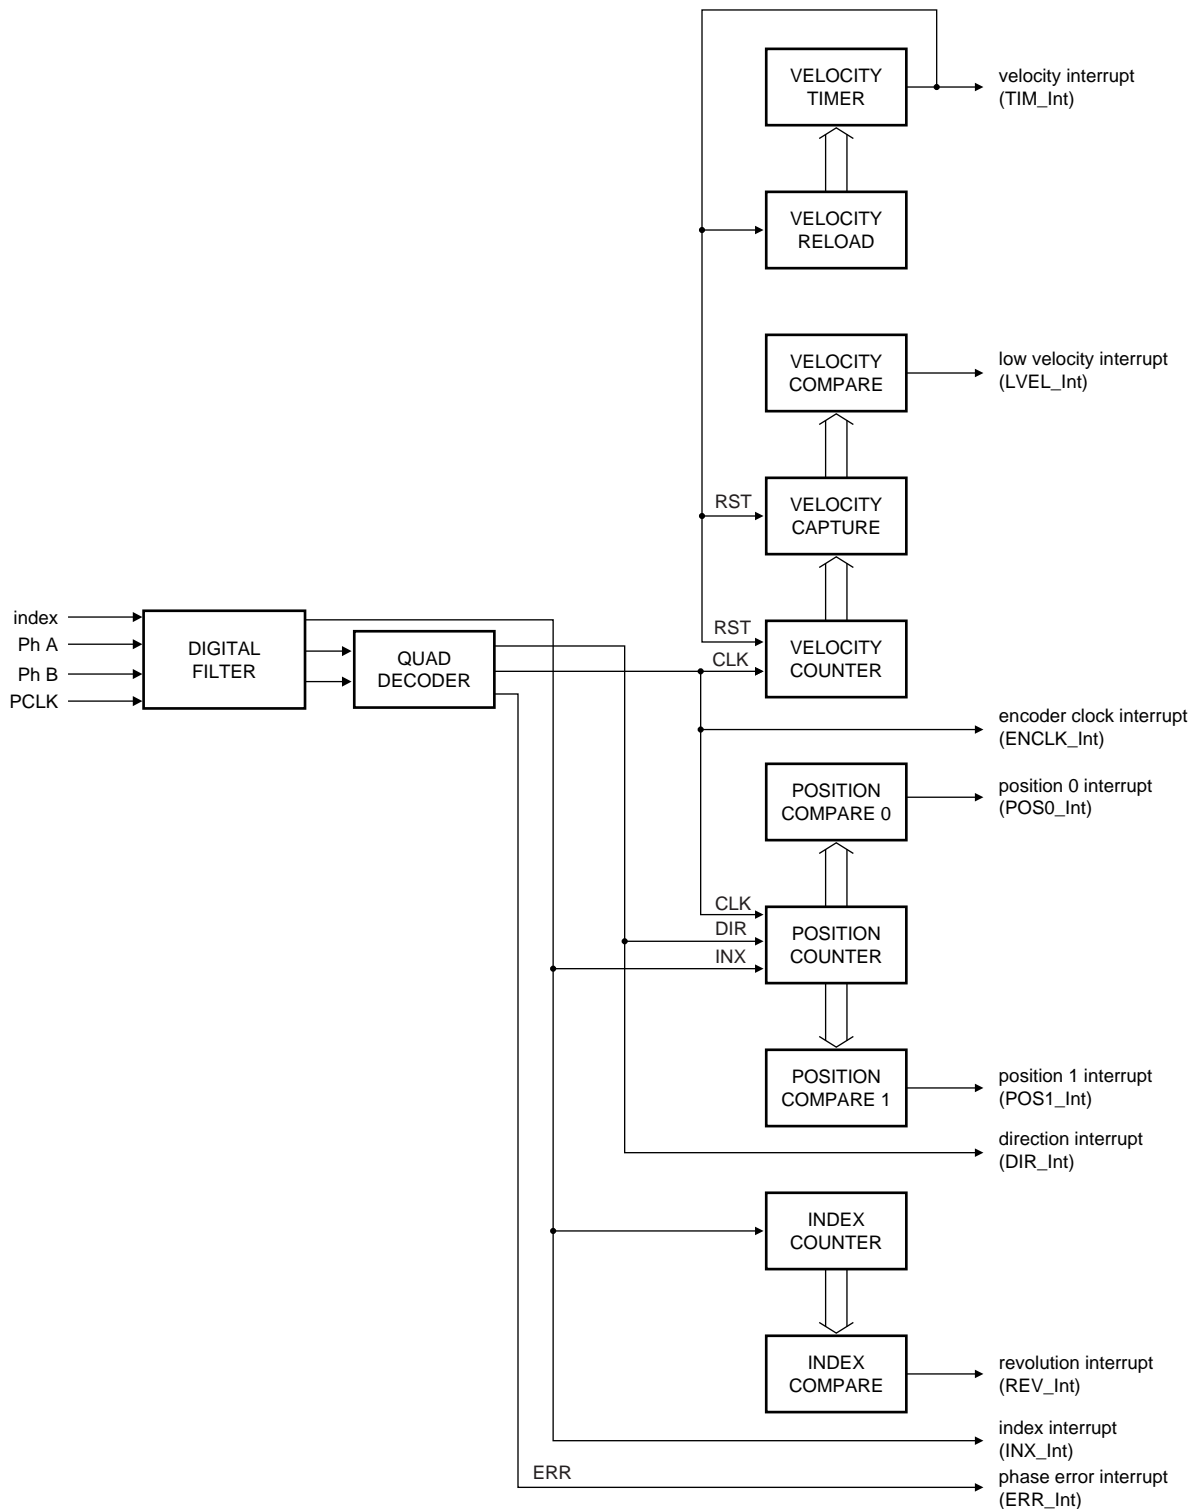 VELOCITY
TIMER
velocity interrupt
(TIM_Int)
VELOCITY
RELOAD
VELOCITY
COMPARE
low velocity interrupt
(LVEL_Int)
RST
VELOCITY
CAPTURE
index
Ph A
Ph B
PCLK
DIGITAL
FILTER
QUAD
DECODER
RST
CLK
VELOCITY
COUNTER
encoder clock interrupt
(ENCLK_Int)
POSITION
COMPARE 0
position 0 interrupt
(POS0_Int)
CLK
DIR
INX
POSITION
COUNTER
POSITION
COMPARE 1
position 1 interrupt
(POS1_Int)
direction interrupt
(DIR_Int)
INDEX
COUNTER
INDEX
COMPARE
revolution interrupt
(REV_Int)
index interrupt
(INX_Int)
ERR
phase error interrupt
(ERR_Int)